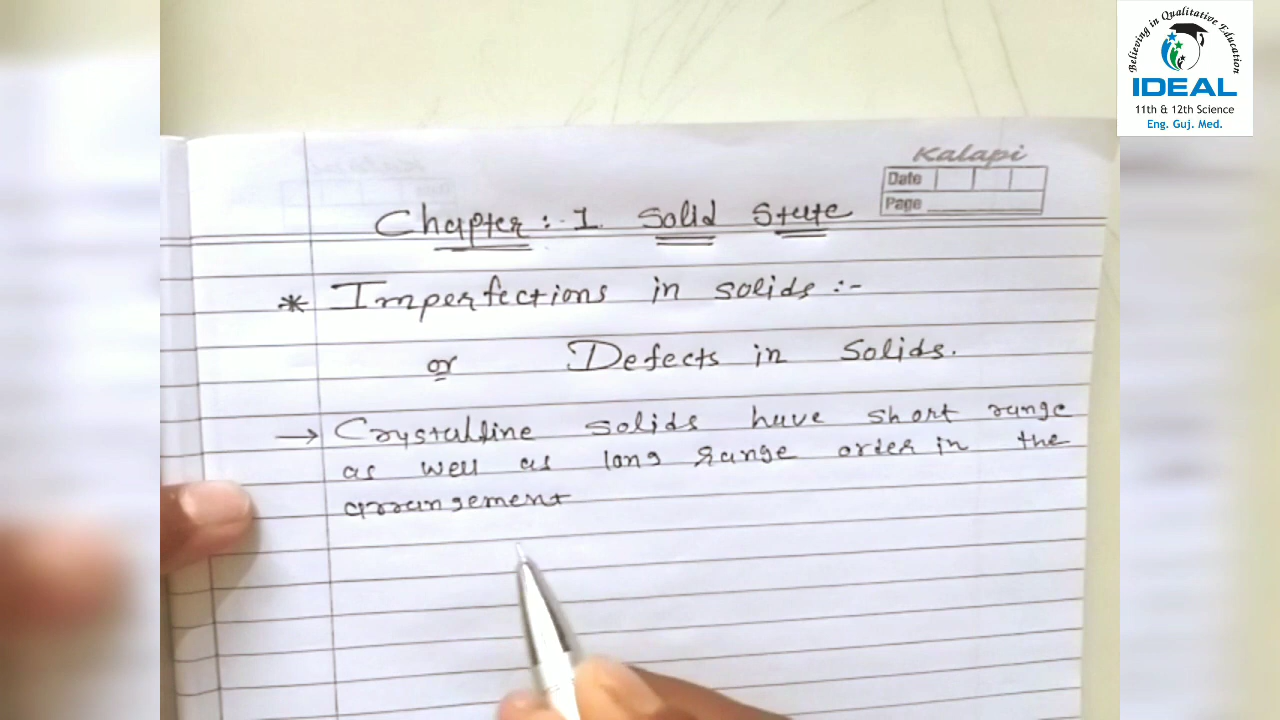 Believing in Qualitative Education
IDEAL
11th & 12th Science
Eng. Guj. Med.
Kalapi
Date
Page
Chapter :- 1. Solid State
* Imperfections in solids :-
or Defects in Solids.
→ Crystalline solids have short range
as well as long range order in the
arrangement